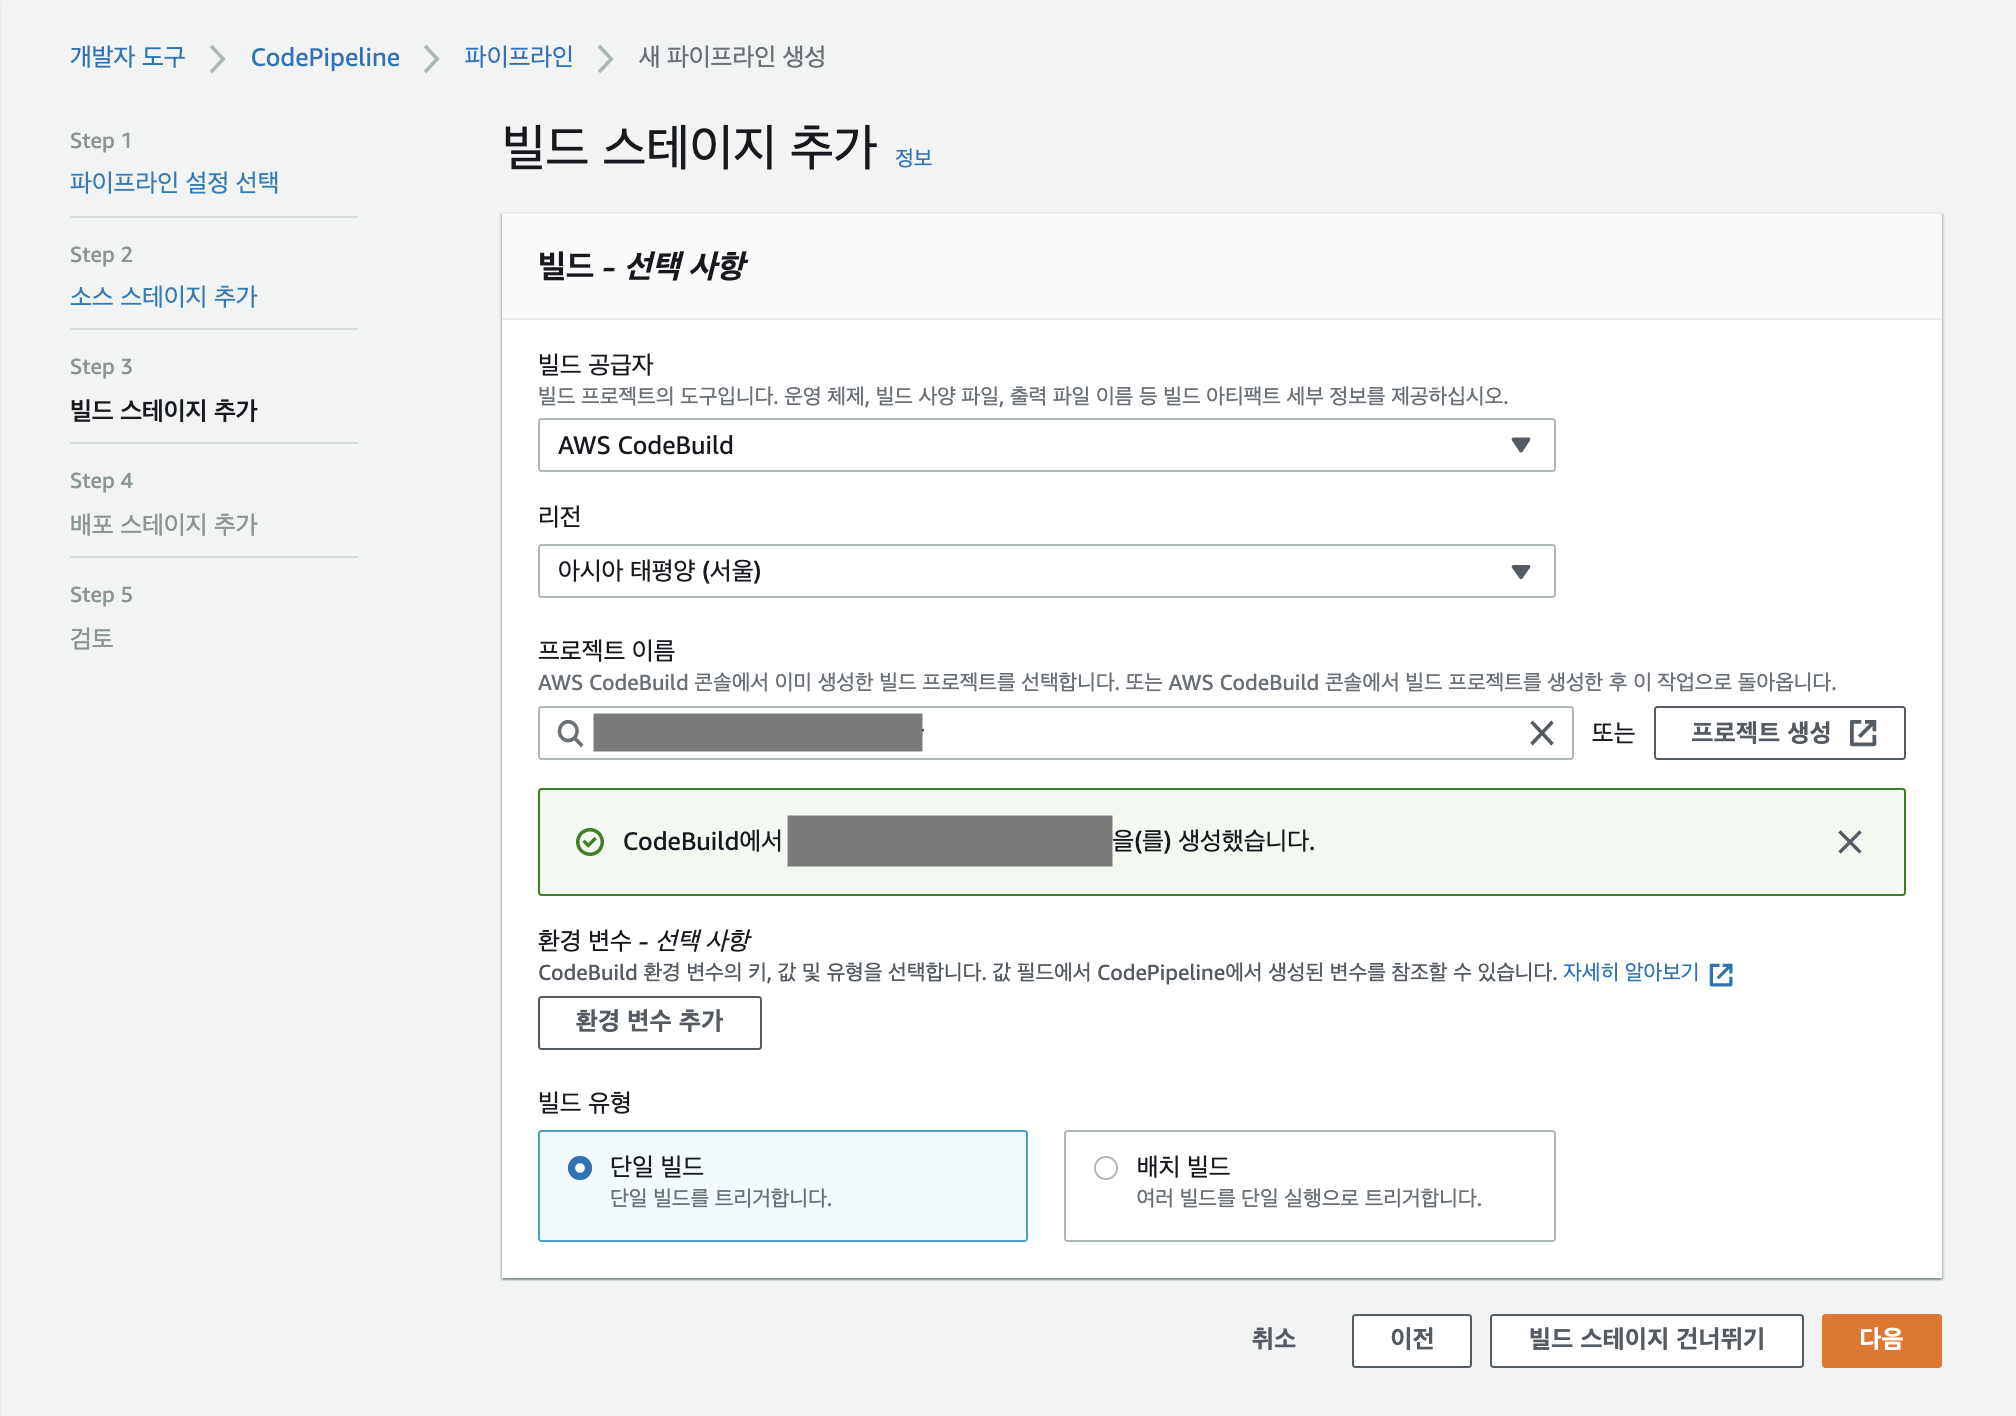 개발자 도구 CodePipeline 파이프라인 새 파이프라인 생성
Step 1
파이프라인 설정 선택
Step 2
소스 스테이지 추가
Step 3
빌드 스테이지 추가
Step 4
배포 스테이지 추가
Step 5
검토
빌드 스테이지 추가 정보
빌드 - 선택 사항
빌드 공급자
빌드 프로젝트의 도구입니다. 운영 체제, 빌드 사양 파일, 출력 파일 이름 등 빌드 아티팩트 세부 정보를 제공하십시오.
AWS CodeBuild
리전
아시아 태평양 (서울)
프로젝트 이름
AWS CodeBuild 콘솔에서 이미 생성한 빌드 프로젝트를 선택합니다. 또는 AWS CodeBuild 콘솔에서 빌드 프로젝트를 생성한 후 이 작업으로 돌아옵니다.
또는 프로젝트 생성
CodeBuild에서 을(를) 생성했습니다.
환경 변수 - 선택 사항
CodeBuild 환경 변수의 키, 값 및 유형을 선택합니다. 값 필드에서 CodePipeline에서 생성된 변수를 참조할 수 있습니다. 자세히 알아보기
환경 변수 추가
빌드 유형
단일 빌드
단일 빌드를 트리거합니다.
배치 빌드
여러 빌드를 단일 실행으로 트리거합니다.
취소 이전 빌드 스테이지 건너뛰기 다음